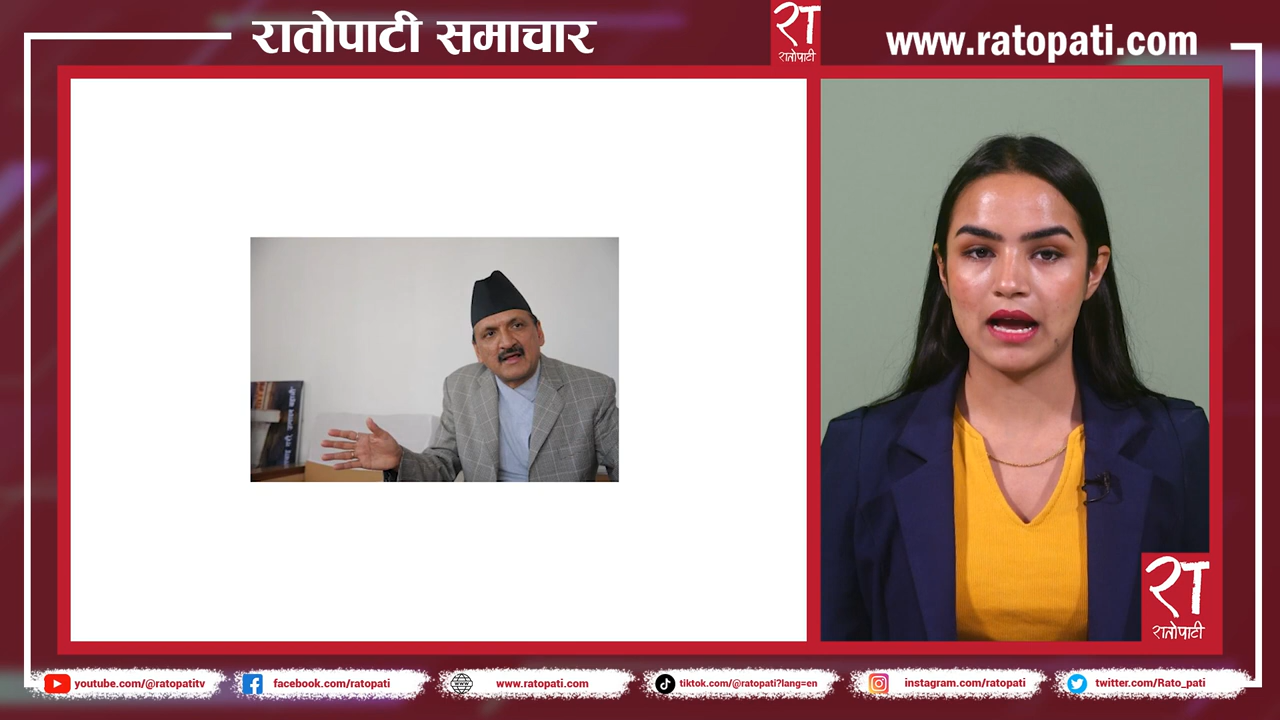 रातोपाटी समाचार
रा
रातोपाटी
www.ratopati.com
रा
रातोपाटी
youtube.com/@ratopatitv
facebook.com/ratopati
www.ratopati.com
tiktok.com/@ratopati?lang=en
instagram.com/ratopati
twitter.com/Rato_pati